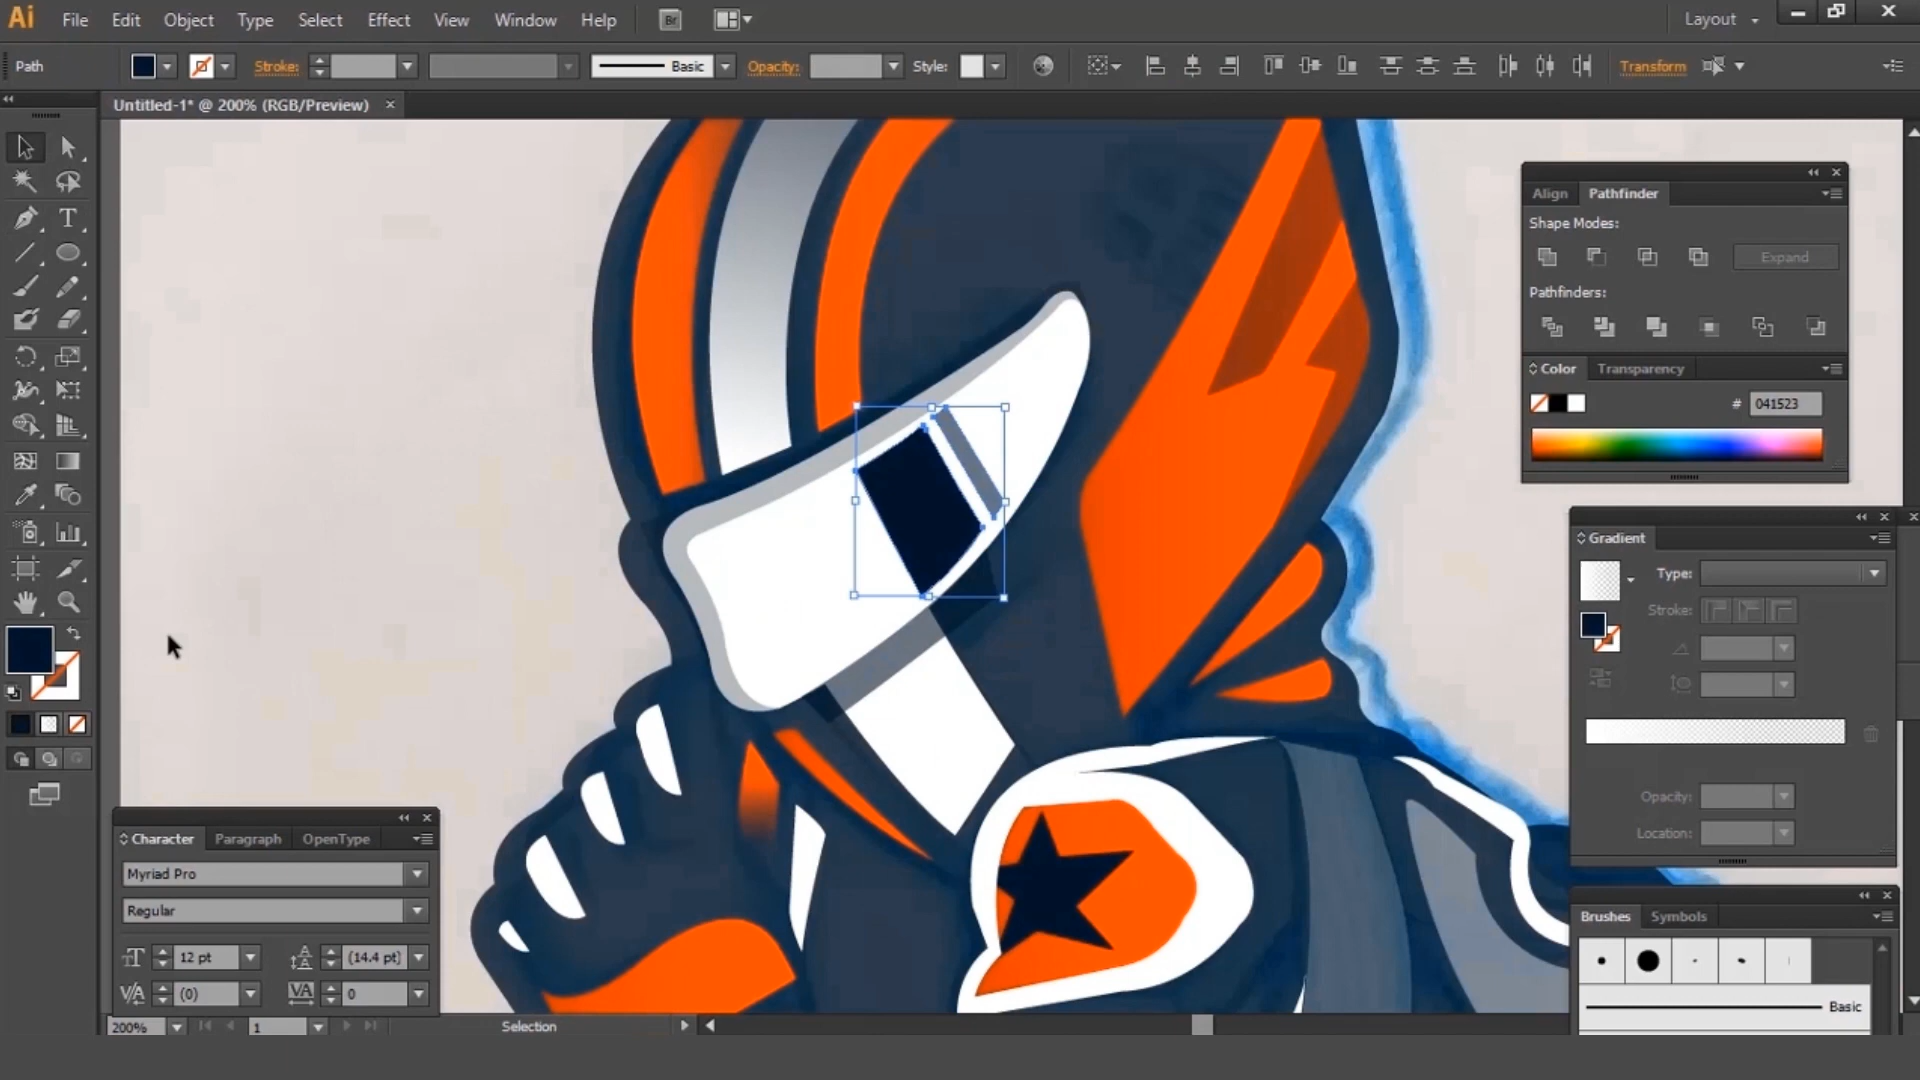 Ai File Edit Object Type Select Effect View Window Help Br Layout
Path Stroke: Basic Opacity: Style: Transform
Untitled-1* @ 200% (RGB/Preview) ×
Align Pathfinder
Shape Modes:
Expand
Pathfinders:
Color Transparency
# 041523
Gradient
Type:
Stroke:
Opacity:
Location:
Brushes Symbols
Basic
Character Paragraph OpenType
Myriad Pro
Regular
12 pt (14.4 pt)
(0) 0
200% 1 Selection